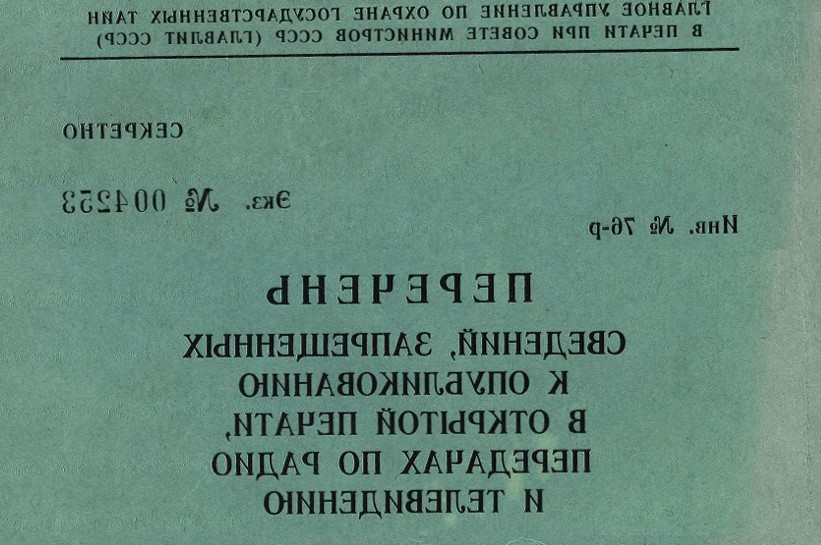 ГЛАВНОЕ УПРАВЛЕНИЕ ПО ОХРАНЕ ГОСУДАРСТВЕННЫХ ТАЙН
В ПЕЧАТИ ПРИ СОВЕТЕ МИНИСТРОВ СССР (ГЛАВЛИТ СССР)
СЕКРЕТНО
Экз. № 004253
Инв. № 76-р
ПЕРЕЧЕНЬ
СВЕДЕНИЙ, ЗАПРЕЩЕННЫХ
К ОПУБЛИКОВАНИЮ
В ОТКРЫТОЙ ПЕЧАТИ,
ПЕРЕДАЧАХ ПО РАДИО
И ТЕЛЕВИДЕНИЮ